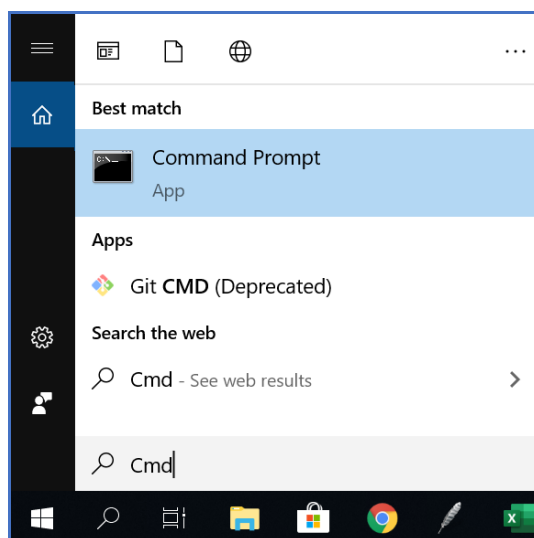 Best match
Command Prompt
App
Apps
Git CMD (Deprecated)
Search the web
Cmd - See web results
Cmd